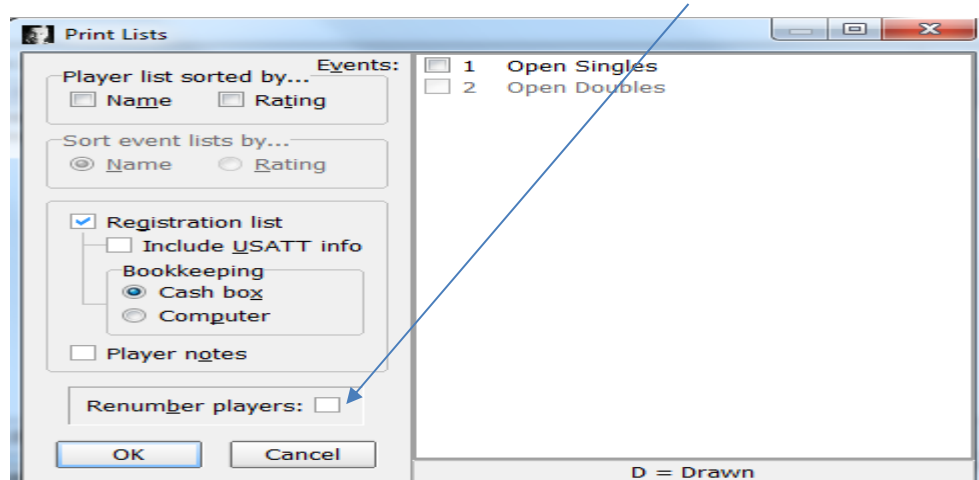 Print Lists
Events:
Player list sorted by...
Name Rating
Sort event lists by...
Name Rating
Registration list
Include USATT info
Bookkeeping
Cash box
Computer
Player notes
Renumber players:
OK Cancel
1 Open Singles
2 Open Doubles
D = Drawn